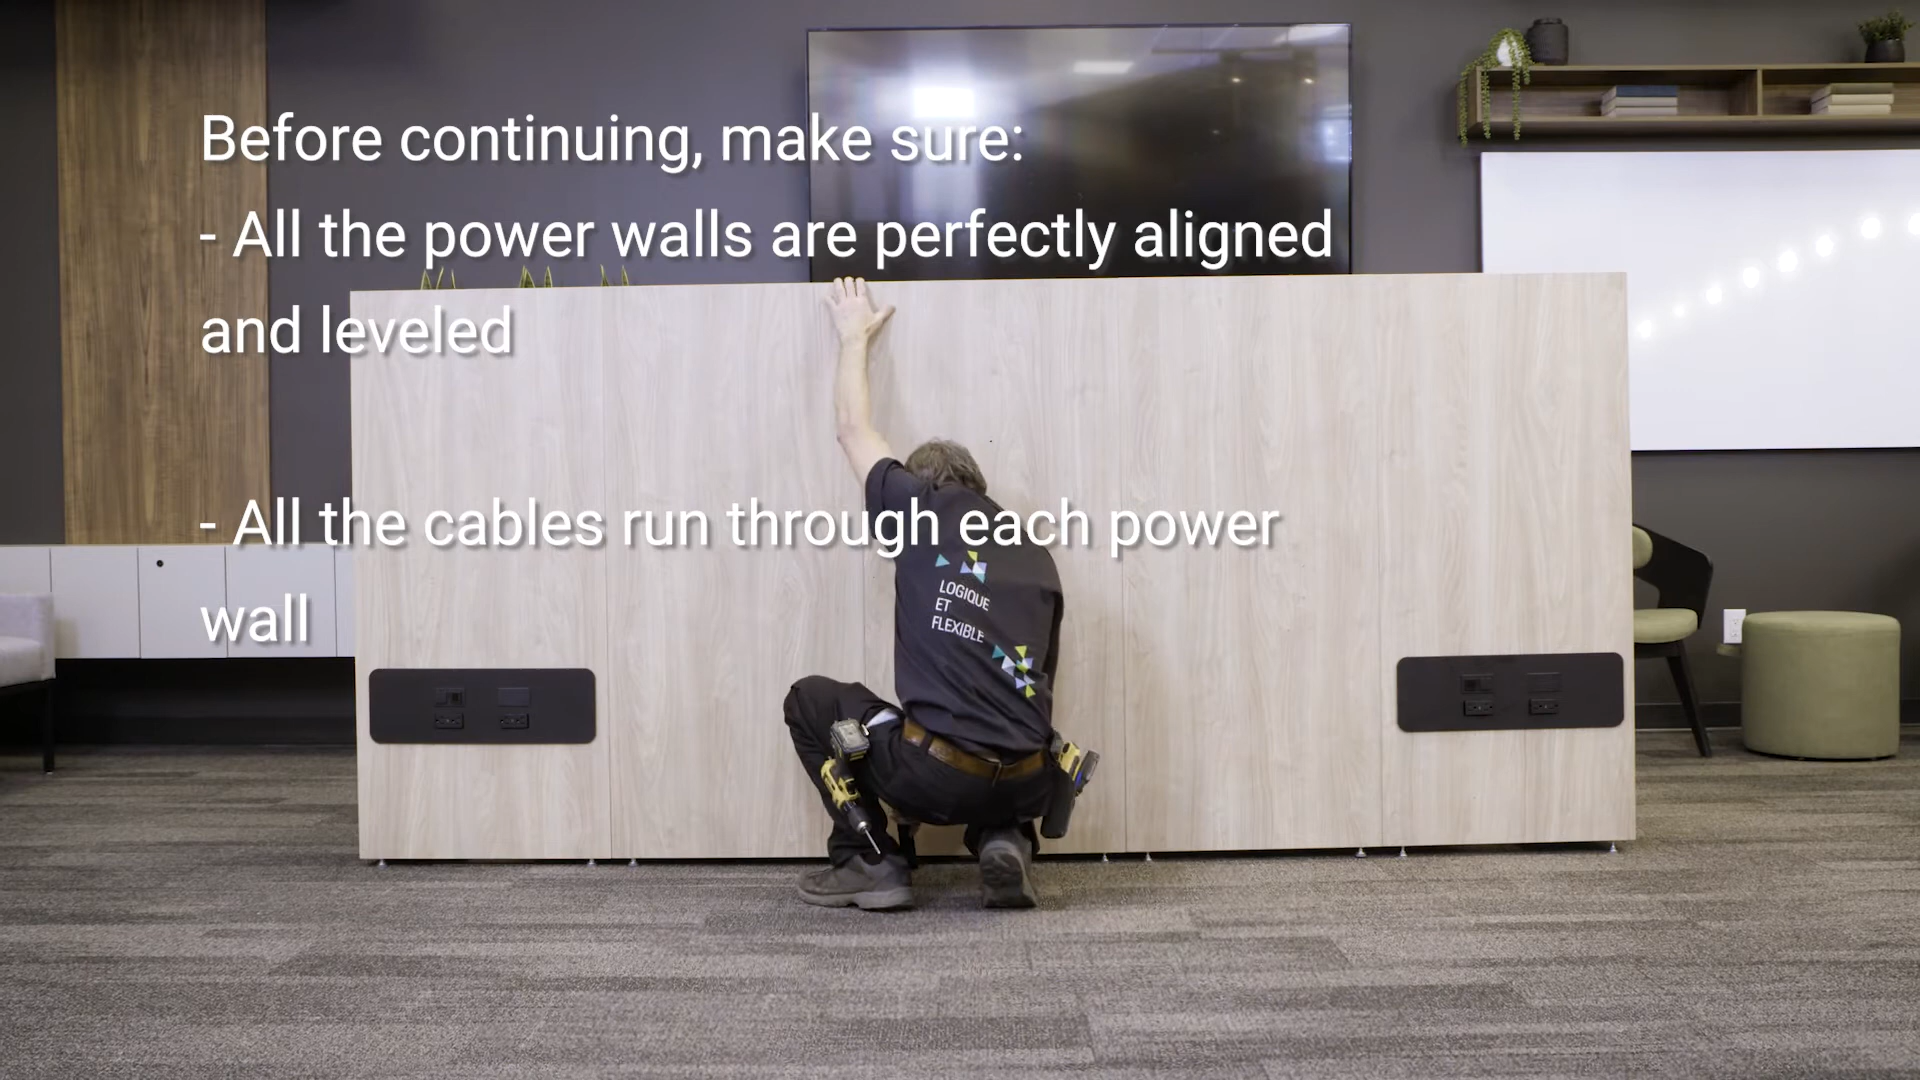 Before continuing, make sure:
- All the power walls are perfectly aligned
and leveled
- All the cables run through each power
wall
LOGIQUE
ET
FLEXIBLE